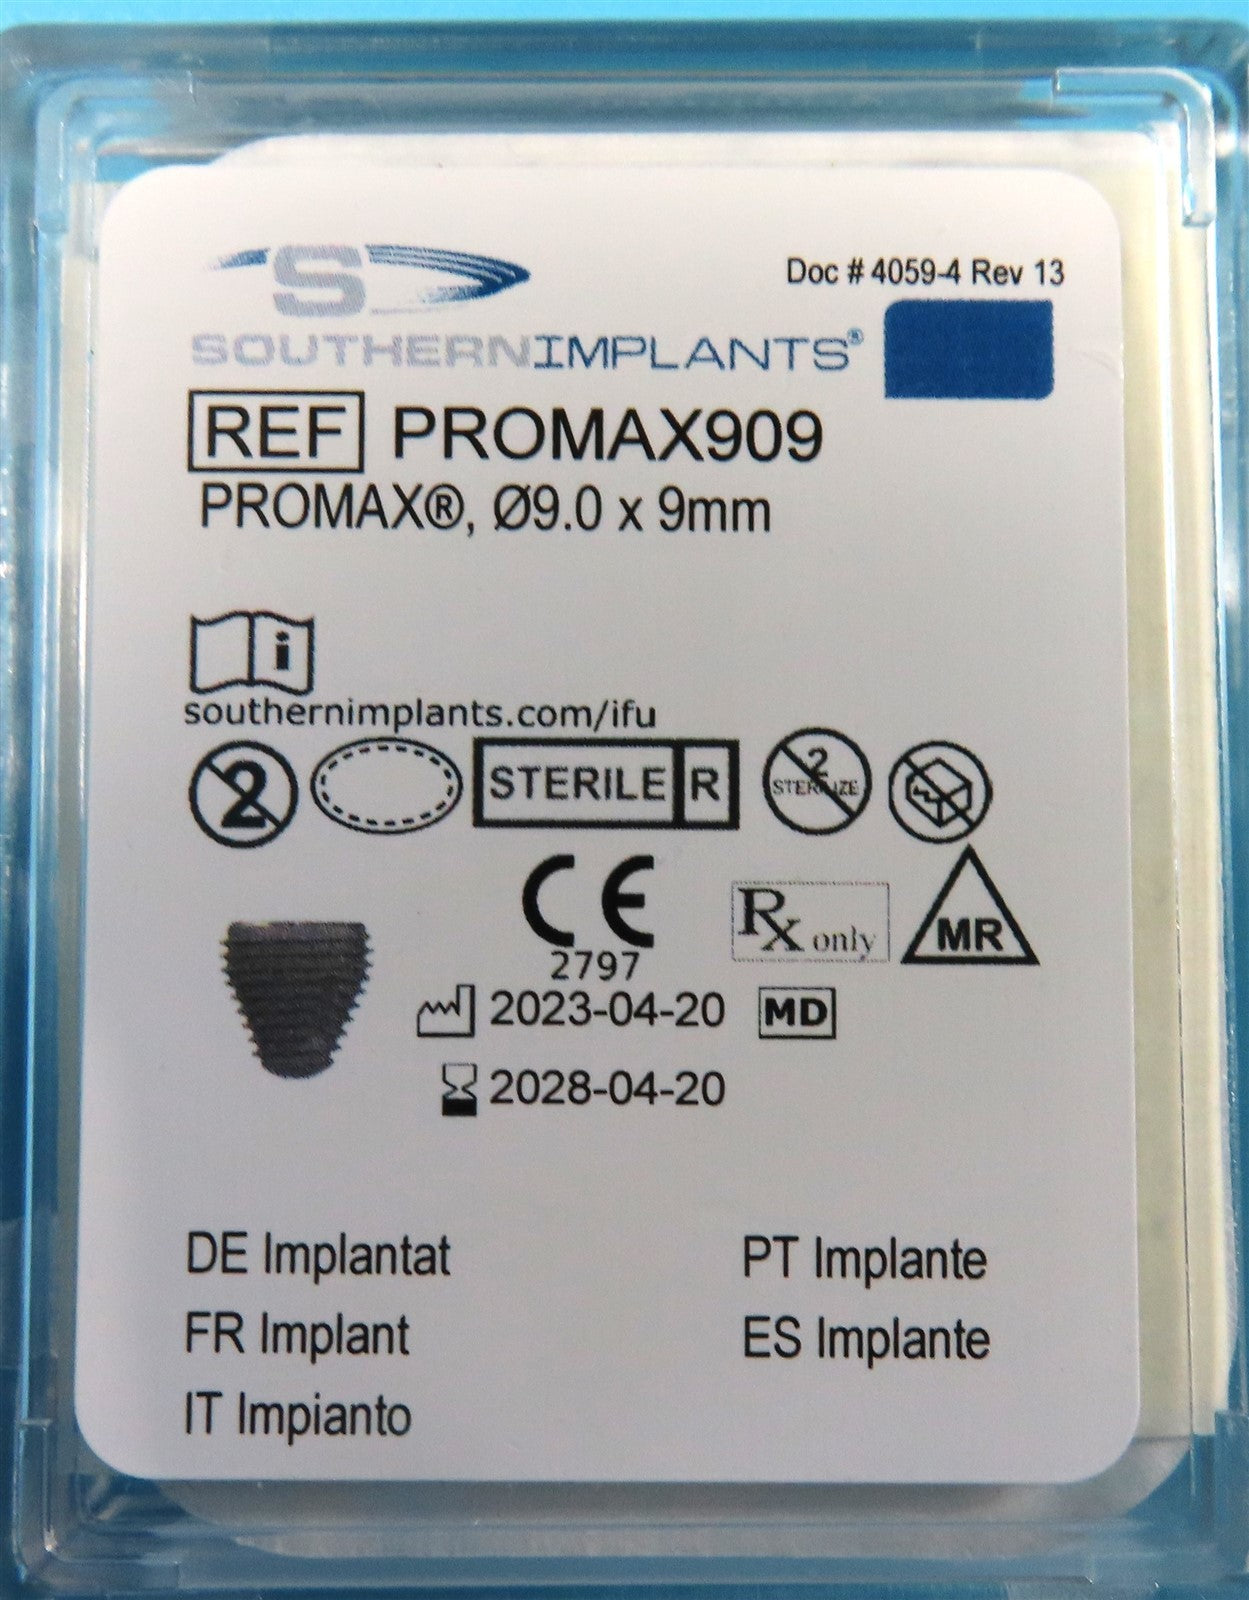 Doc # 4059-4 Rev 13
S
SOUTHERNIMPLANTS®
REF PROMAX909
PROMAX®, Ø9.0 x 9mm
i
southernimplants.com/ifu
2 STERILE R 2 STERILIZE
CE 2797 Rx only MR
2023-04-20 MD
2028-04-20
DE Implantat PT Implante
FR Implant ES Implante
IT Impianto